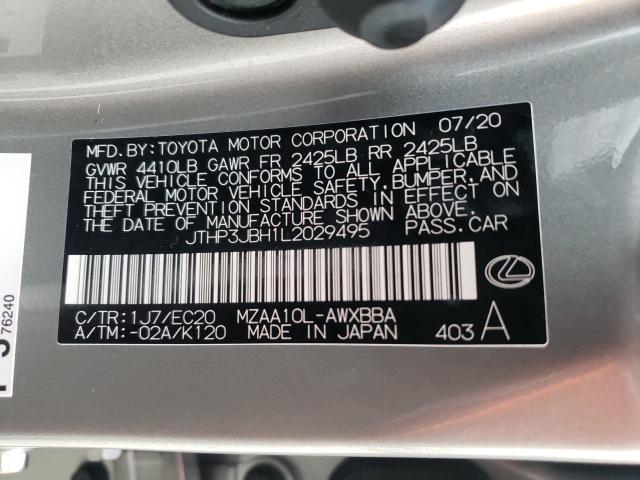 MFD. BY:TOYOTA MOTOR CORPORATION 07/20
GVWR 4410LB GAWR FR 2425LB RR 2425LB
THIS VEHICLE CONFORMS TO ALL APPLICABLE
FEDERAL MOTOR VEHICLE SAFETY, BUMPER, AND
THEFT PREVENTION STANDARDS IN EFFECT ON
THE DATE OF MANUFACTURE SHOWN ABOVE.
JTHP3JBH1L2029495 PASS. CAR
C/TR:1J7/EC20 MZAA10L-AWXBBA
A/TM:-02A/K120 MADE IN JAPAN 403 A
76240